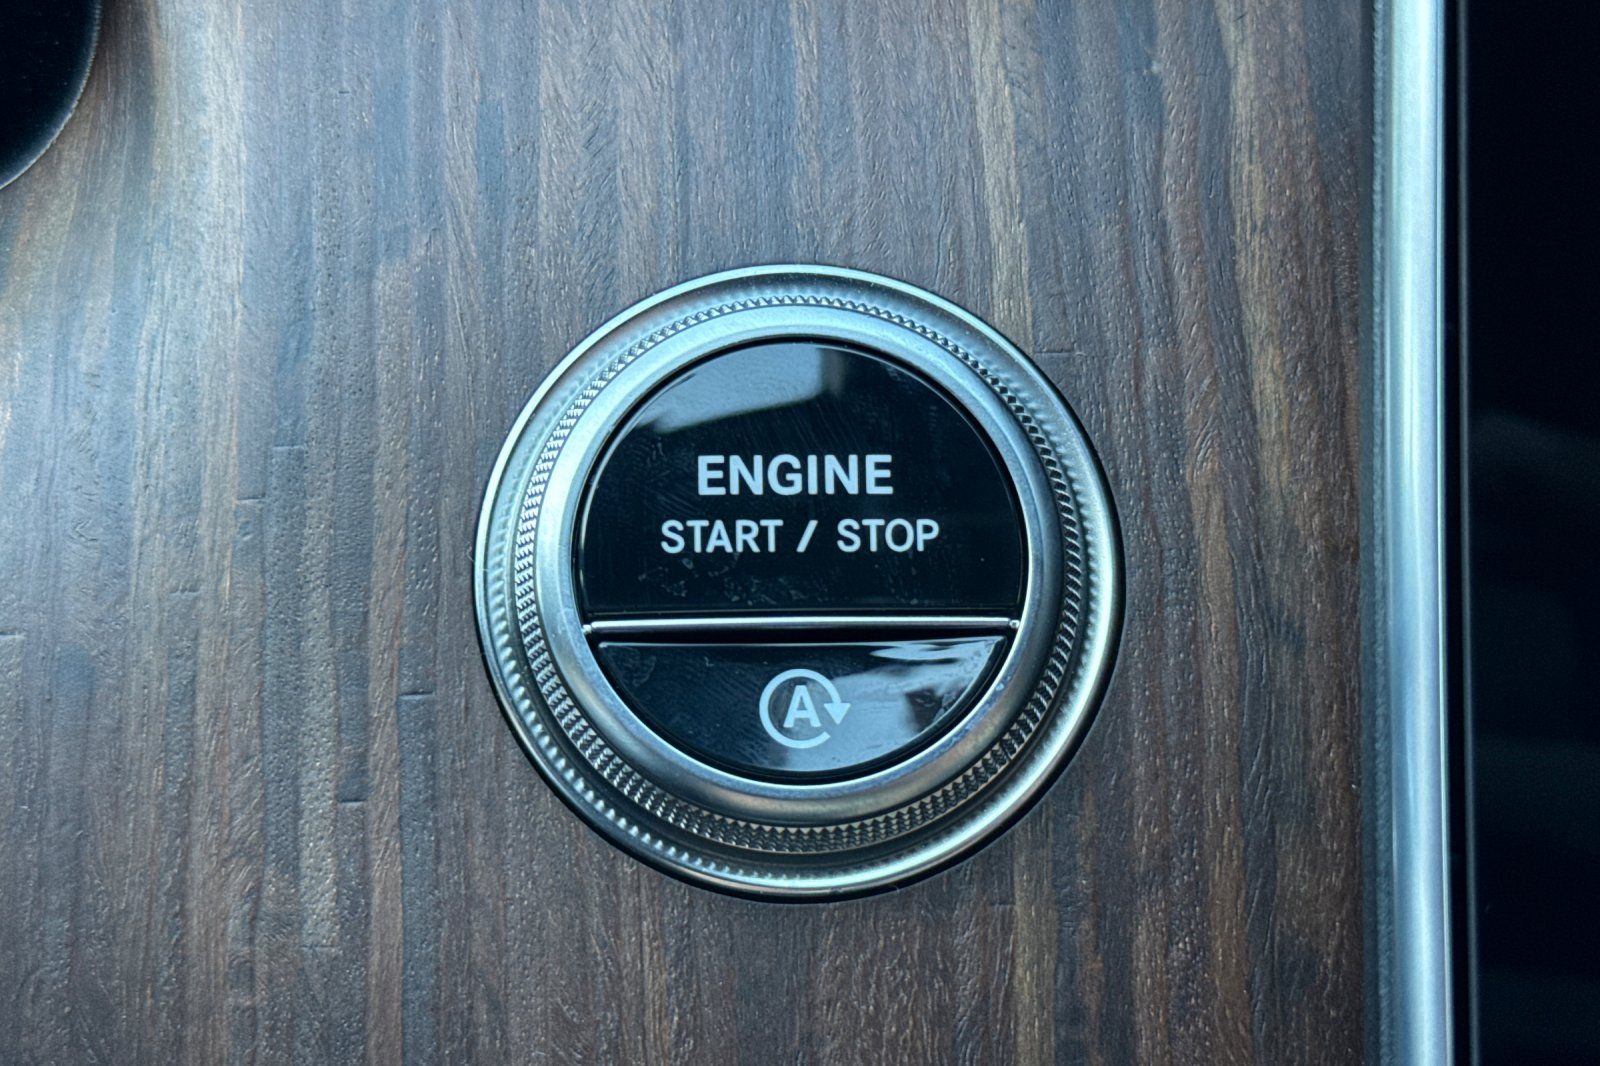 ENGINE
START / STOP
A